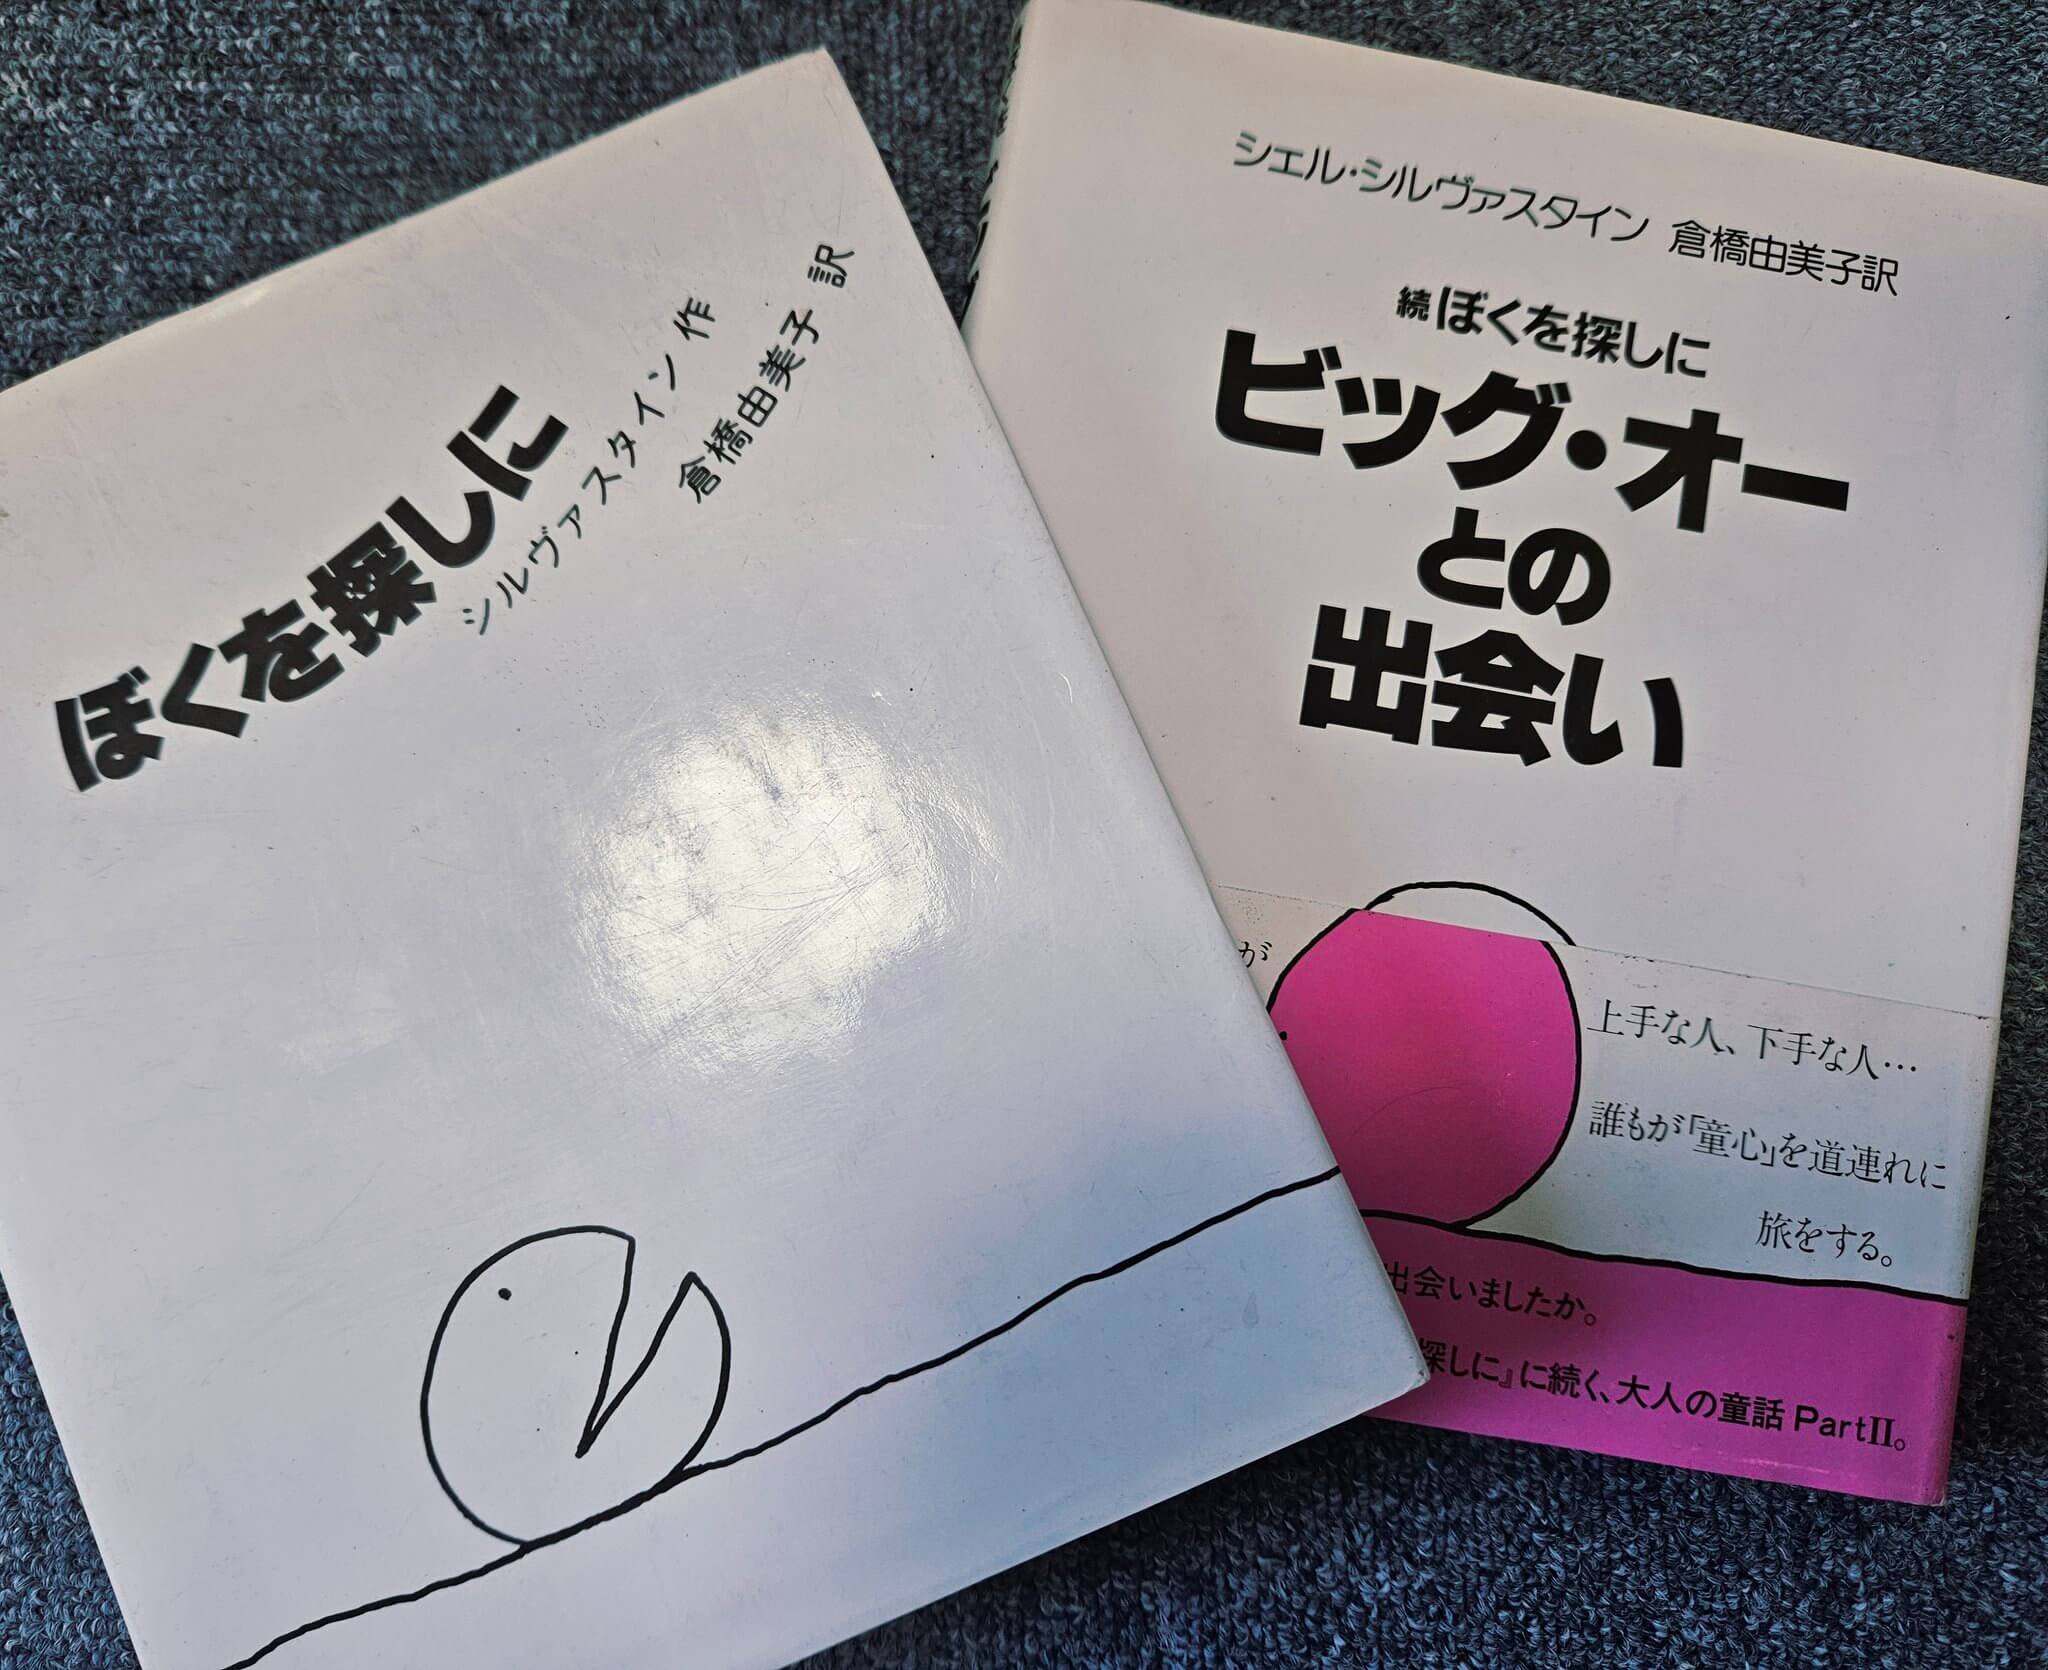 ぼくを探しに
シルヴァスタイン 作
倉橋由美子 訳
シェル・シルヴァスタイン 倉橋由美子訳
続 ぼくを探しに
ビッグ・オー
との
出会い
が
上手な人、下手な人…
誰もが「童心」を道連れに
旅をする。
出会いましたか。
探しに』に続く、大人の童話 PartII。